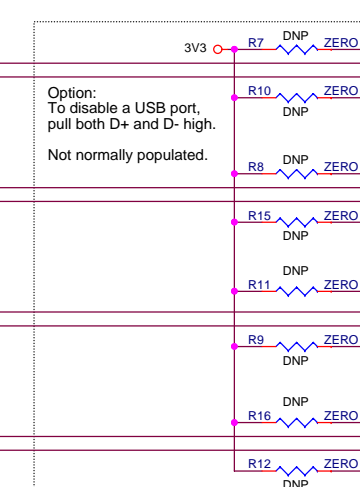 DNP
3V3 R7 ZERO
Option:
To disable a USB port,
pull both D+ and D- high.
Not normally populated.
R10 ZERO
DNP
DNP
R8 ZERO
R15 ZERO
DNP
DNP
R11 ZERO
R9 ZERO
DNP
DNP
R16 ZERO
R12 ZERO
DNP